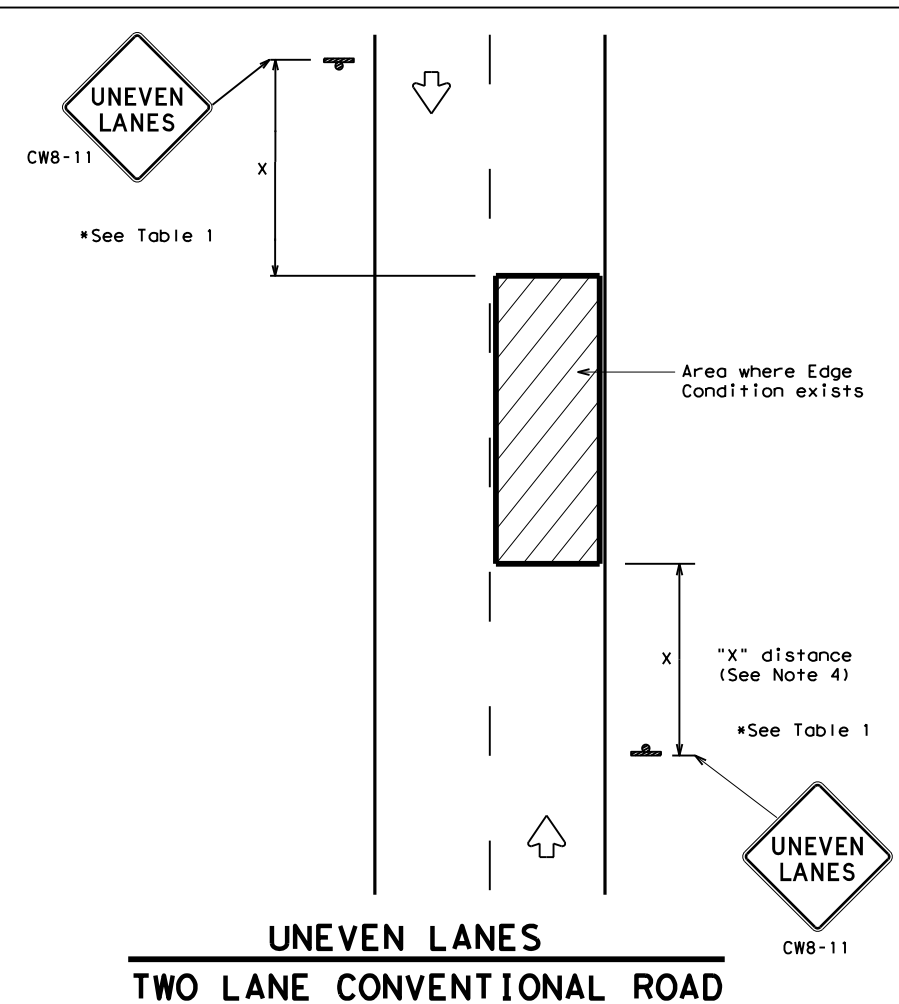 UNEVEN
LANES
CW8-11
X
*See Table 1
Area where Edge
Condition exists
X
"X" distance
(See Note 4)
*See Table 1
UNEVEN
LANES
CW8-11
UNEVEN LANES
TWO LANE CONVENTIONAL ROAD